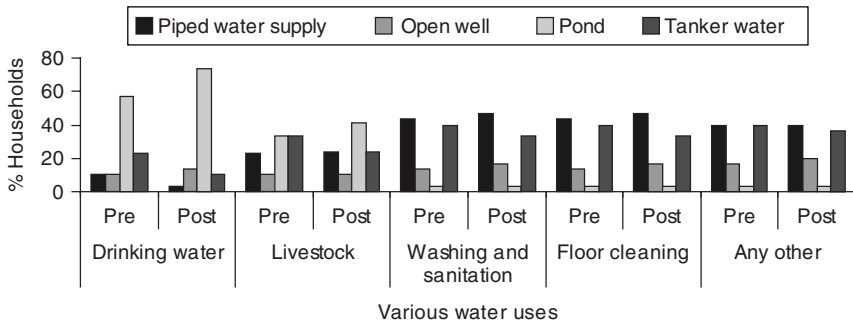 Piped water supply Open well Pond Tanker water
% Households
80
60
40
20
0
Pre Post Pre Post Pre Post Pre Post Pre Post
Drinking water Livestock Washing and sanitation Floor cleaning Any other
Various water uses